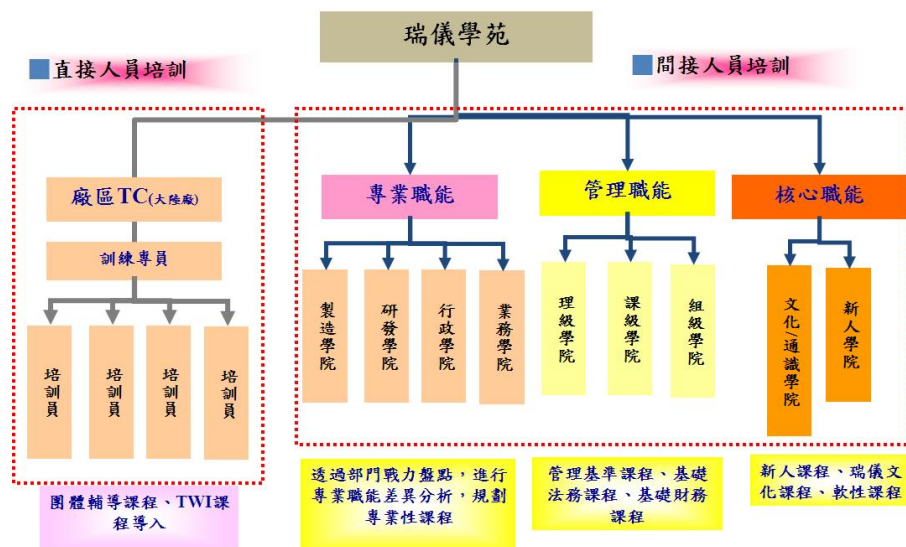 瑞儀學苑
直接人員培訓
間接人員培訓
廠區TC(大陸廠)
訓練專員
培訓員
培訓員
培訓員
培訓員
專業職能
管理職能
核心職能
製造學院
研發學院
行政學院
業務學院
理級學院
課級學院
組級學院
文化/通識學院
新人學院
團體輔導課程、TWI課
程導入
透過部門戰力盤點，進行
專業職能差異分析，規劃
專業性課程
管理基準課程、基礎
法務課程、基礎財務
課程
新人課程、瑞儀文
化課程、軟性課程